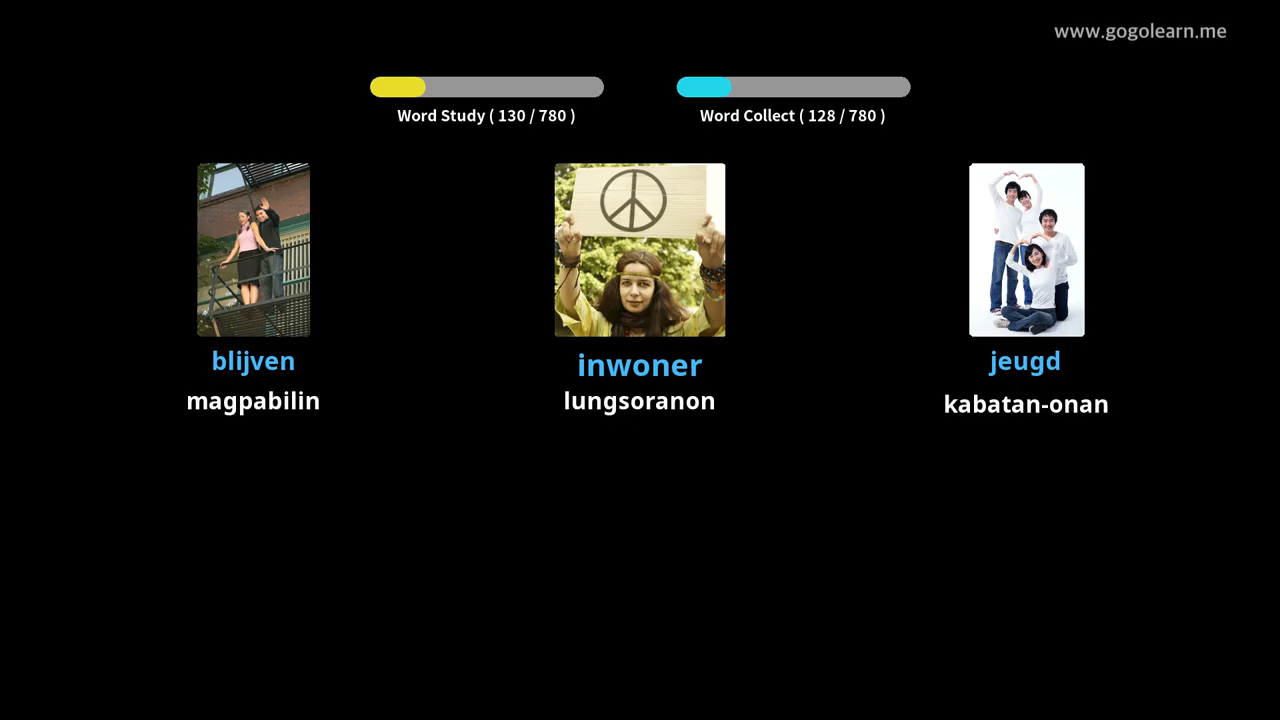 www.gogolearn.me
Word Study ( 130 / 780 )
Word Collect ( 128 / 780 )
blijven
magpabilin
inwoner
lungsoranon
jeugd
kabatan-onan